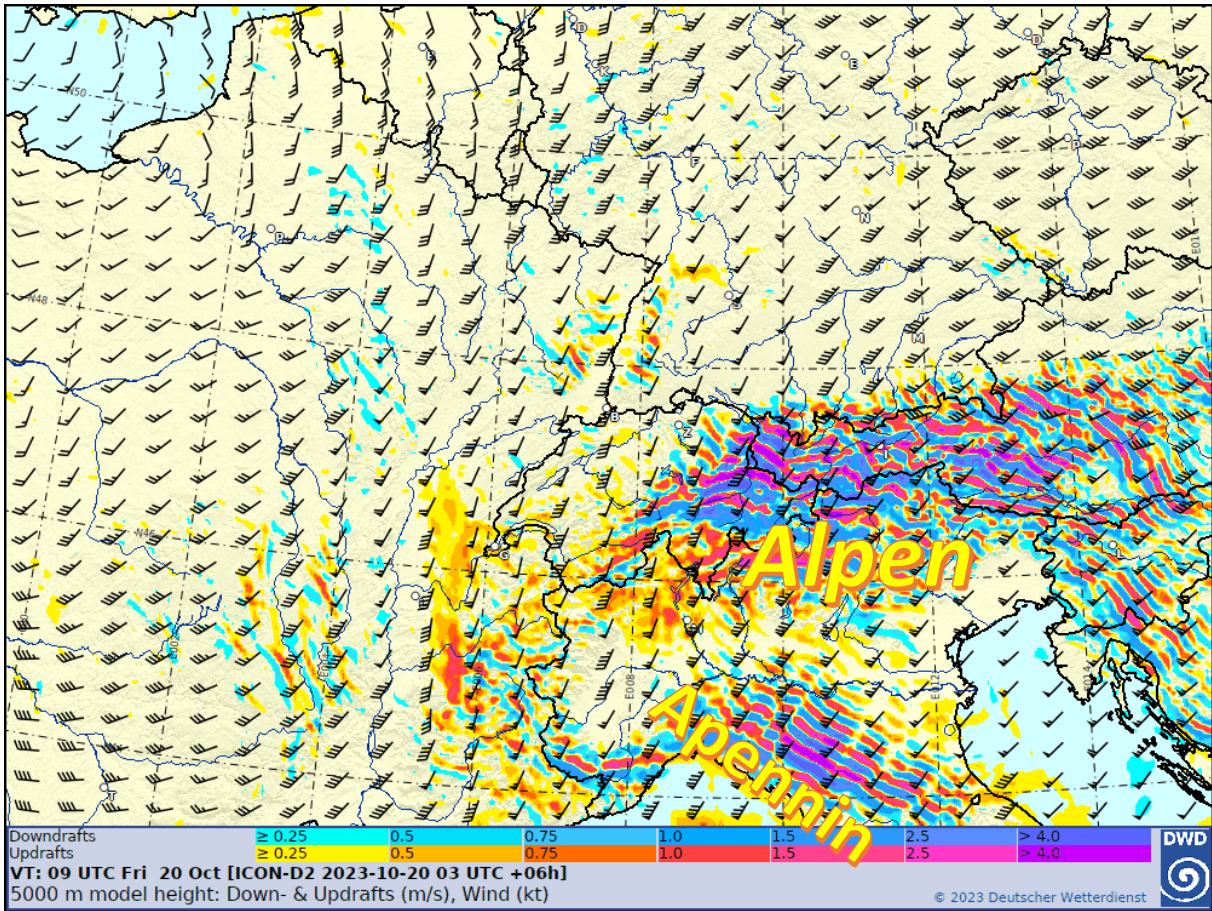 N50
D
B
K
D
E
P
F
N
P
N48
S
M
B
Z
I
N46
G
L
E008
E012
E014
T
Alpen
Apennin
Downdrafts ≥ 0.25 0.5 0.75 1.0 1.5 2.5 > 4.0
Updrafts ≥ 0.25 0.5 0.75 1.0 1.5 2.5 > 4.0
DWD
VT: 09 UTC Fri 20 Oct [ICON-D2 2023-10-20 03 UTC +06h]
5000 m model height: Down- & Updrafts (m/s), Wind (kt)
© 2023 Deutscher Wetterdienst